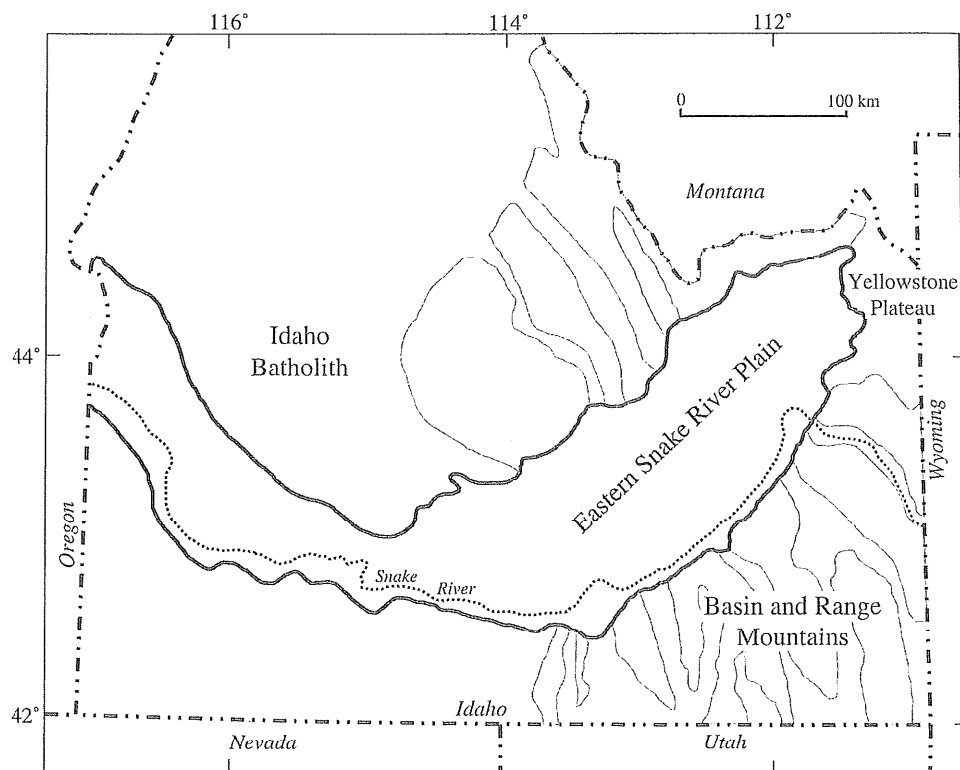 116°
114°
112°
0
100 km
Montana
Yellowstone
Plateau
Idaho
Batholith
44°
Eastern Snake River Plain
Wyoming
Oregon
Snake
River
Basin and Range
Mountains
42°
Idaho
Nevada
Utah